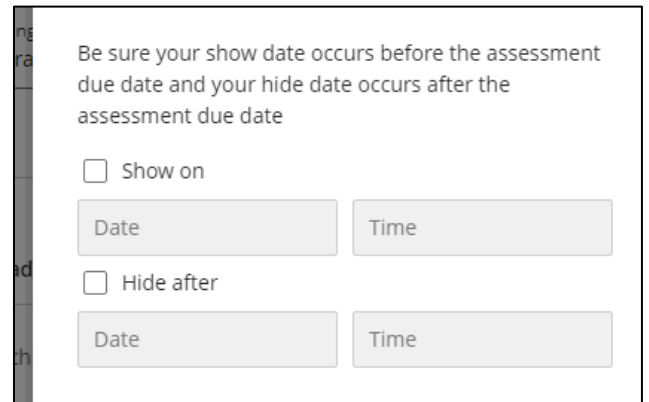 Be sure your show date occurs before the assessment
due date and your hide date occurs after the
assessment due date
Show on
Date Time
Hide after
Date Time